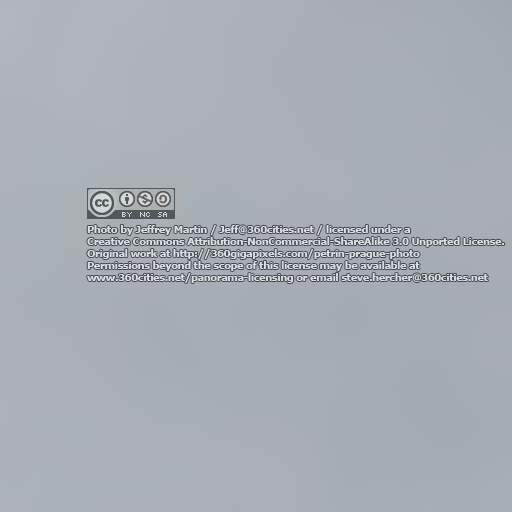 cc
BY NC SA
Photo by Jeffrey Martin / Jeff@360cities.net / licensed under a
Creative Commons Attribution-NonCommercial-ShareAlike 3.0 Unported License.
Original work at http://360gigapixels.com/petrin-prague-photo
Permissions beyond the scope of this license may be available at
www.360cities.net/panorama-licensing or email steve.hercher@360cities.net